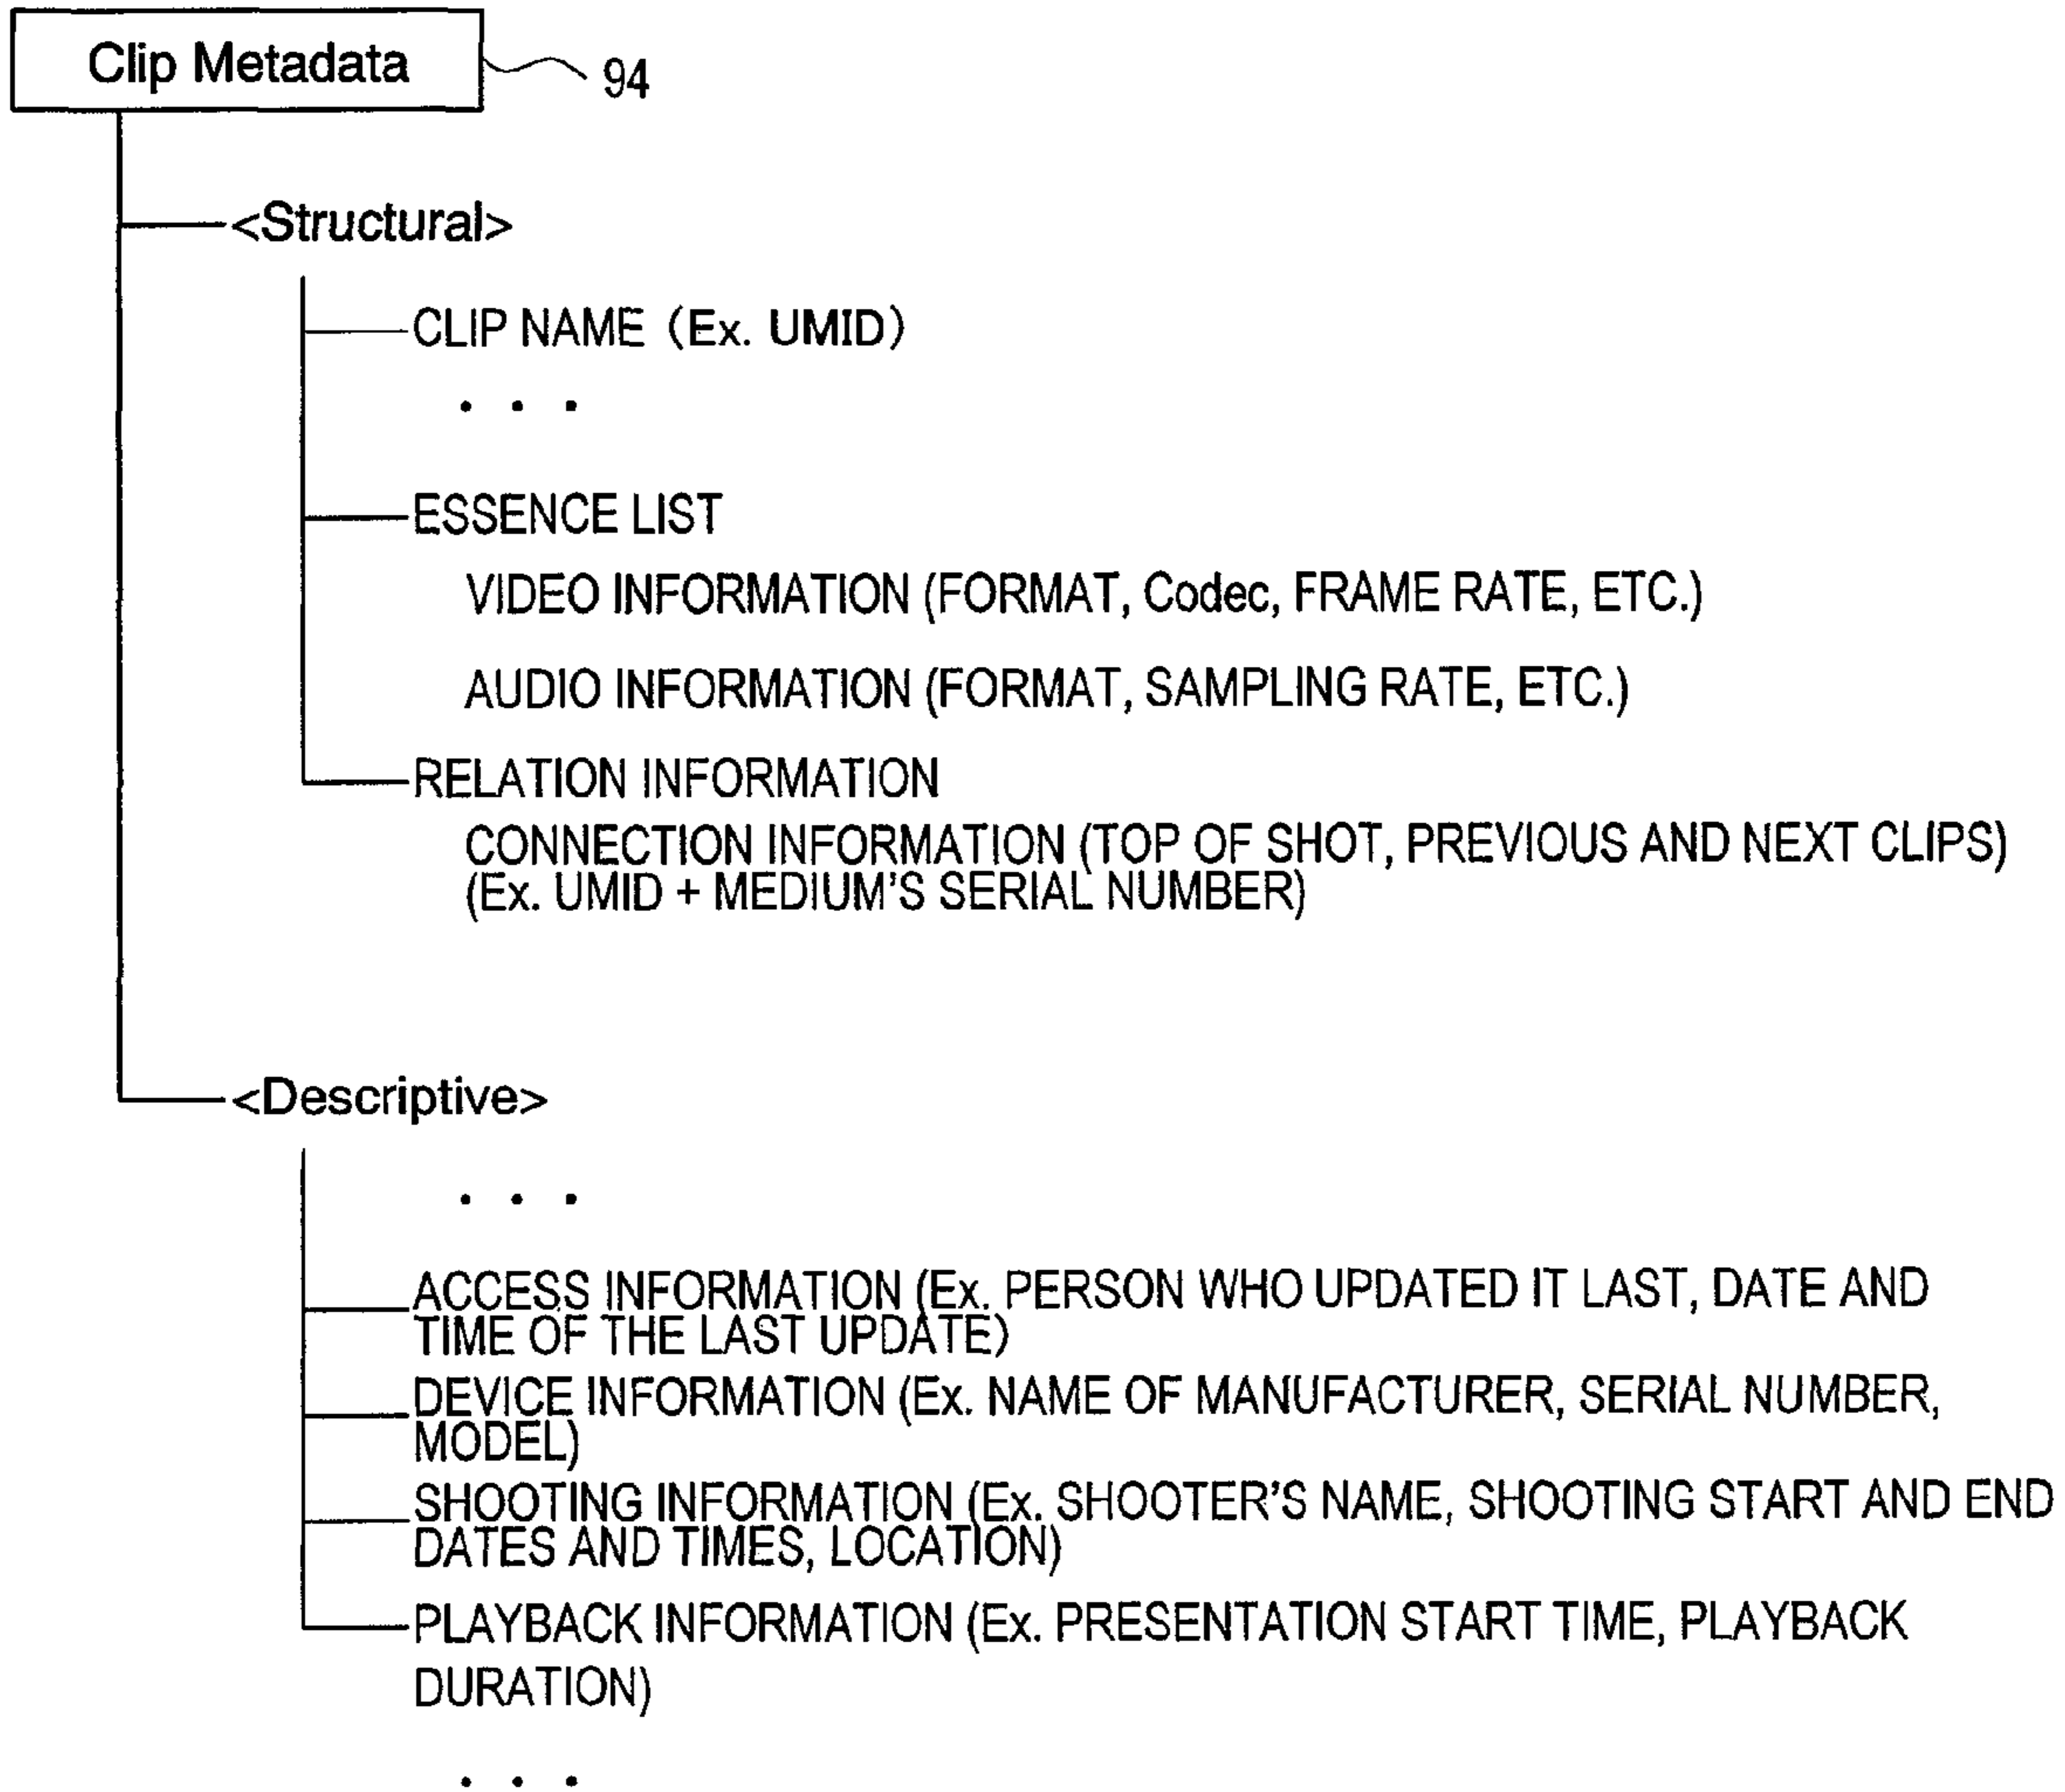 Clip Metadata
94
<Structural>
CLIP NAME (Ex. UMID)
. . .
ESSENCE LIST
VIDEO INFORMATION (FORMAT, Codec, FRAME RATE, ETC.)
AUDIO INFORMATION (FORMAT, SAMPLING RATE, ETC.)
RELATION INFORMATION
CONNECTION INFORMATION (TOP OF SHOT, PREVIOUS AND NEXT CLIPS)
(Ex. UMID + MEDIUM'S SERIAL NUMBER)
<Descriptive>
. . .
ACCESS INFORMATION (Ex. PERSON WHO UPDATED IT LAST, DATE AND
TIME OF THE LAST UPDATE)
DEVICE INFORMATION (Ex. NAME OF MANUFACTURER, SERIAL NUMBER,
MODEL)
SHOOTING INFORMATION (Ex. SHOOTER'S NAME, SHOOTING START AND END
DATES AND TIMES, LOCATION)
PLAYBACK INFORMATION (Ex. PRESENTATION START TIME, PLAYBACK
DURATION)
. . .